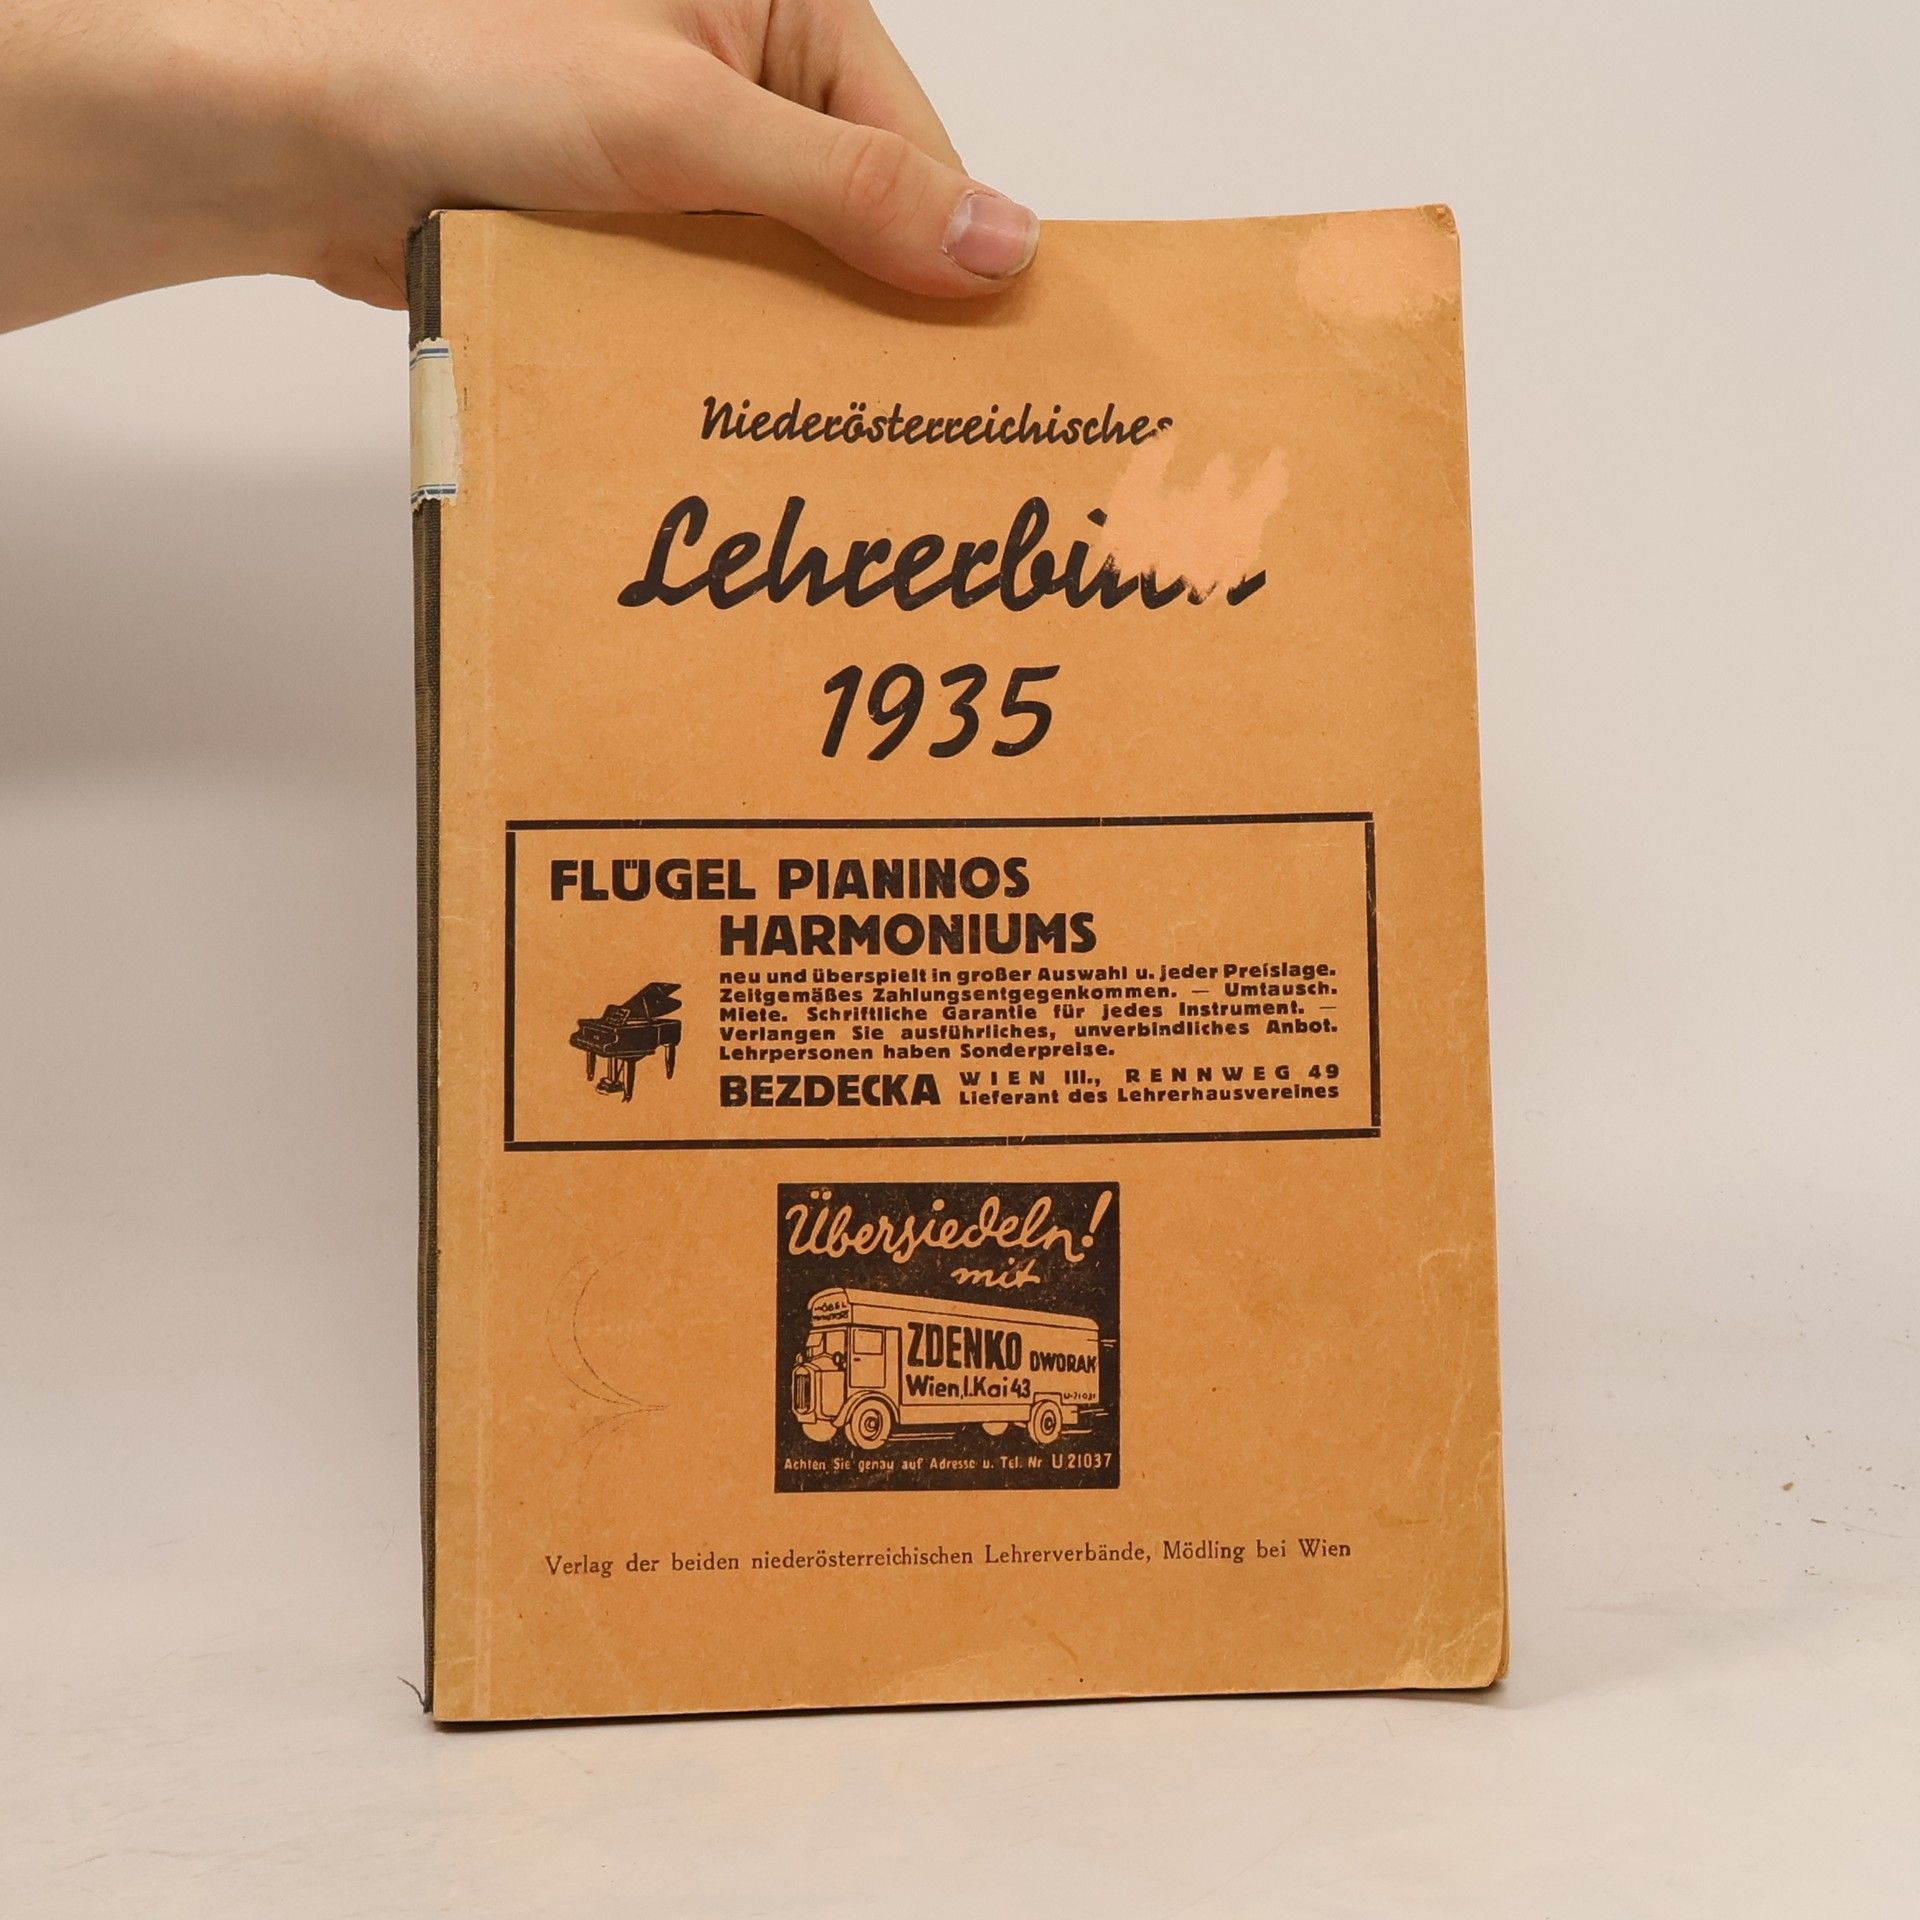 Niederösterreichisches
1935
FLÜGEL PIANINOS
HARMONIUMS
neu und überspielt in großer Auswahl u. jeder Preislage.
Zeitgemäßes Zahlungsentgegenkommen. — Umtausch.
Miete. Schriftliche Garantie für jedes Instrument. —
Verlangen Sie ausführliches, unverbindliches Anbot.
Lehrpersonen haben Sonderpreise.
BEZDECKA WIEN III., RENNWEG 49
Lieferant des Lehrerhausvereines
Übersiedeln!
mit
MÖBEL
ZDENKO DWORAK
Wien, I. Kai 43
Achten Sie genau auf Adresse u. Tel. Nr U 21037
Verlag der beiden niederösterreichischen Lehrerverbände, Mödling bei Wien